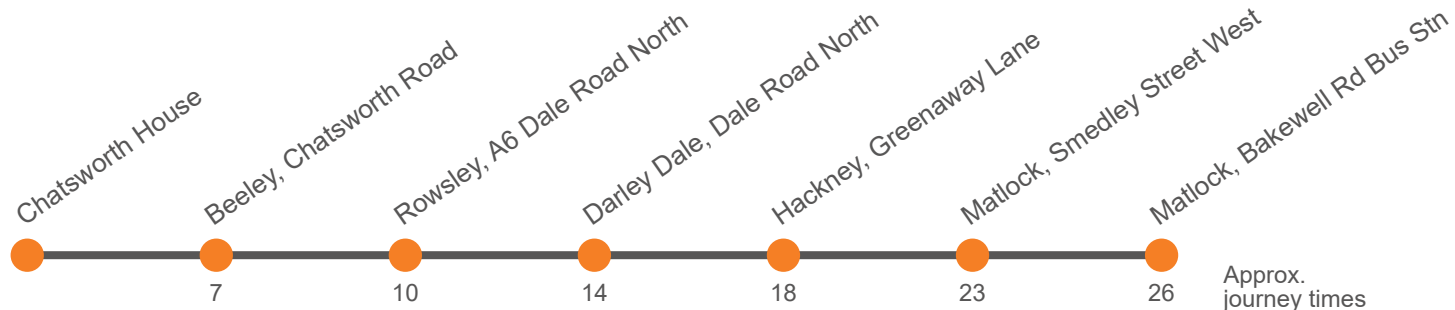 Chatsworth House
Beeley, Chatsworth Road
Rowsley, A6 Dale Road North
Darley Dale, Dale Road North
Hackney, Greenaway Lane
Matlock, Smedley Street West
Matlock, Bakewell Rd Bus Stn
7
10
14
18
23
26
Approx.
journey times